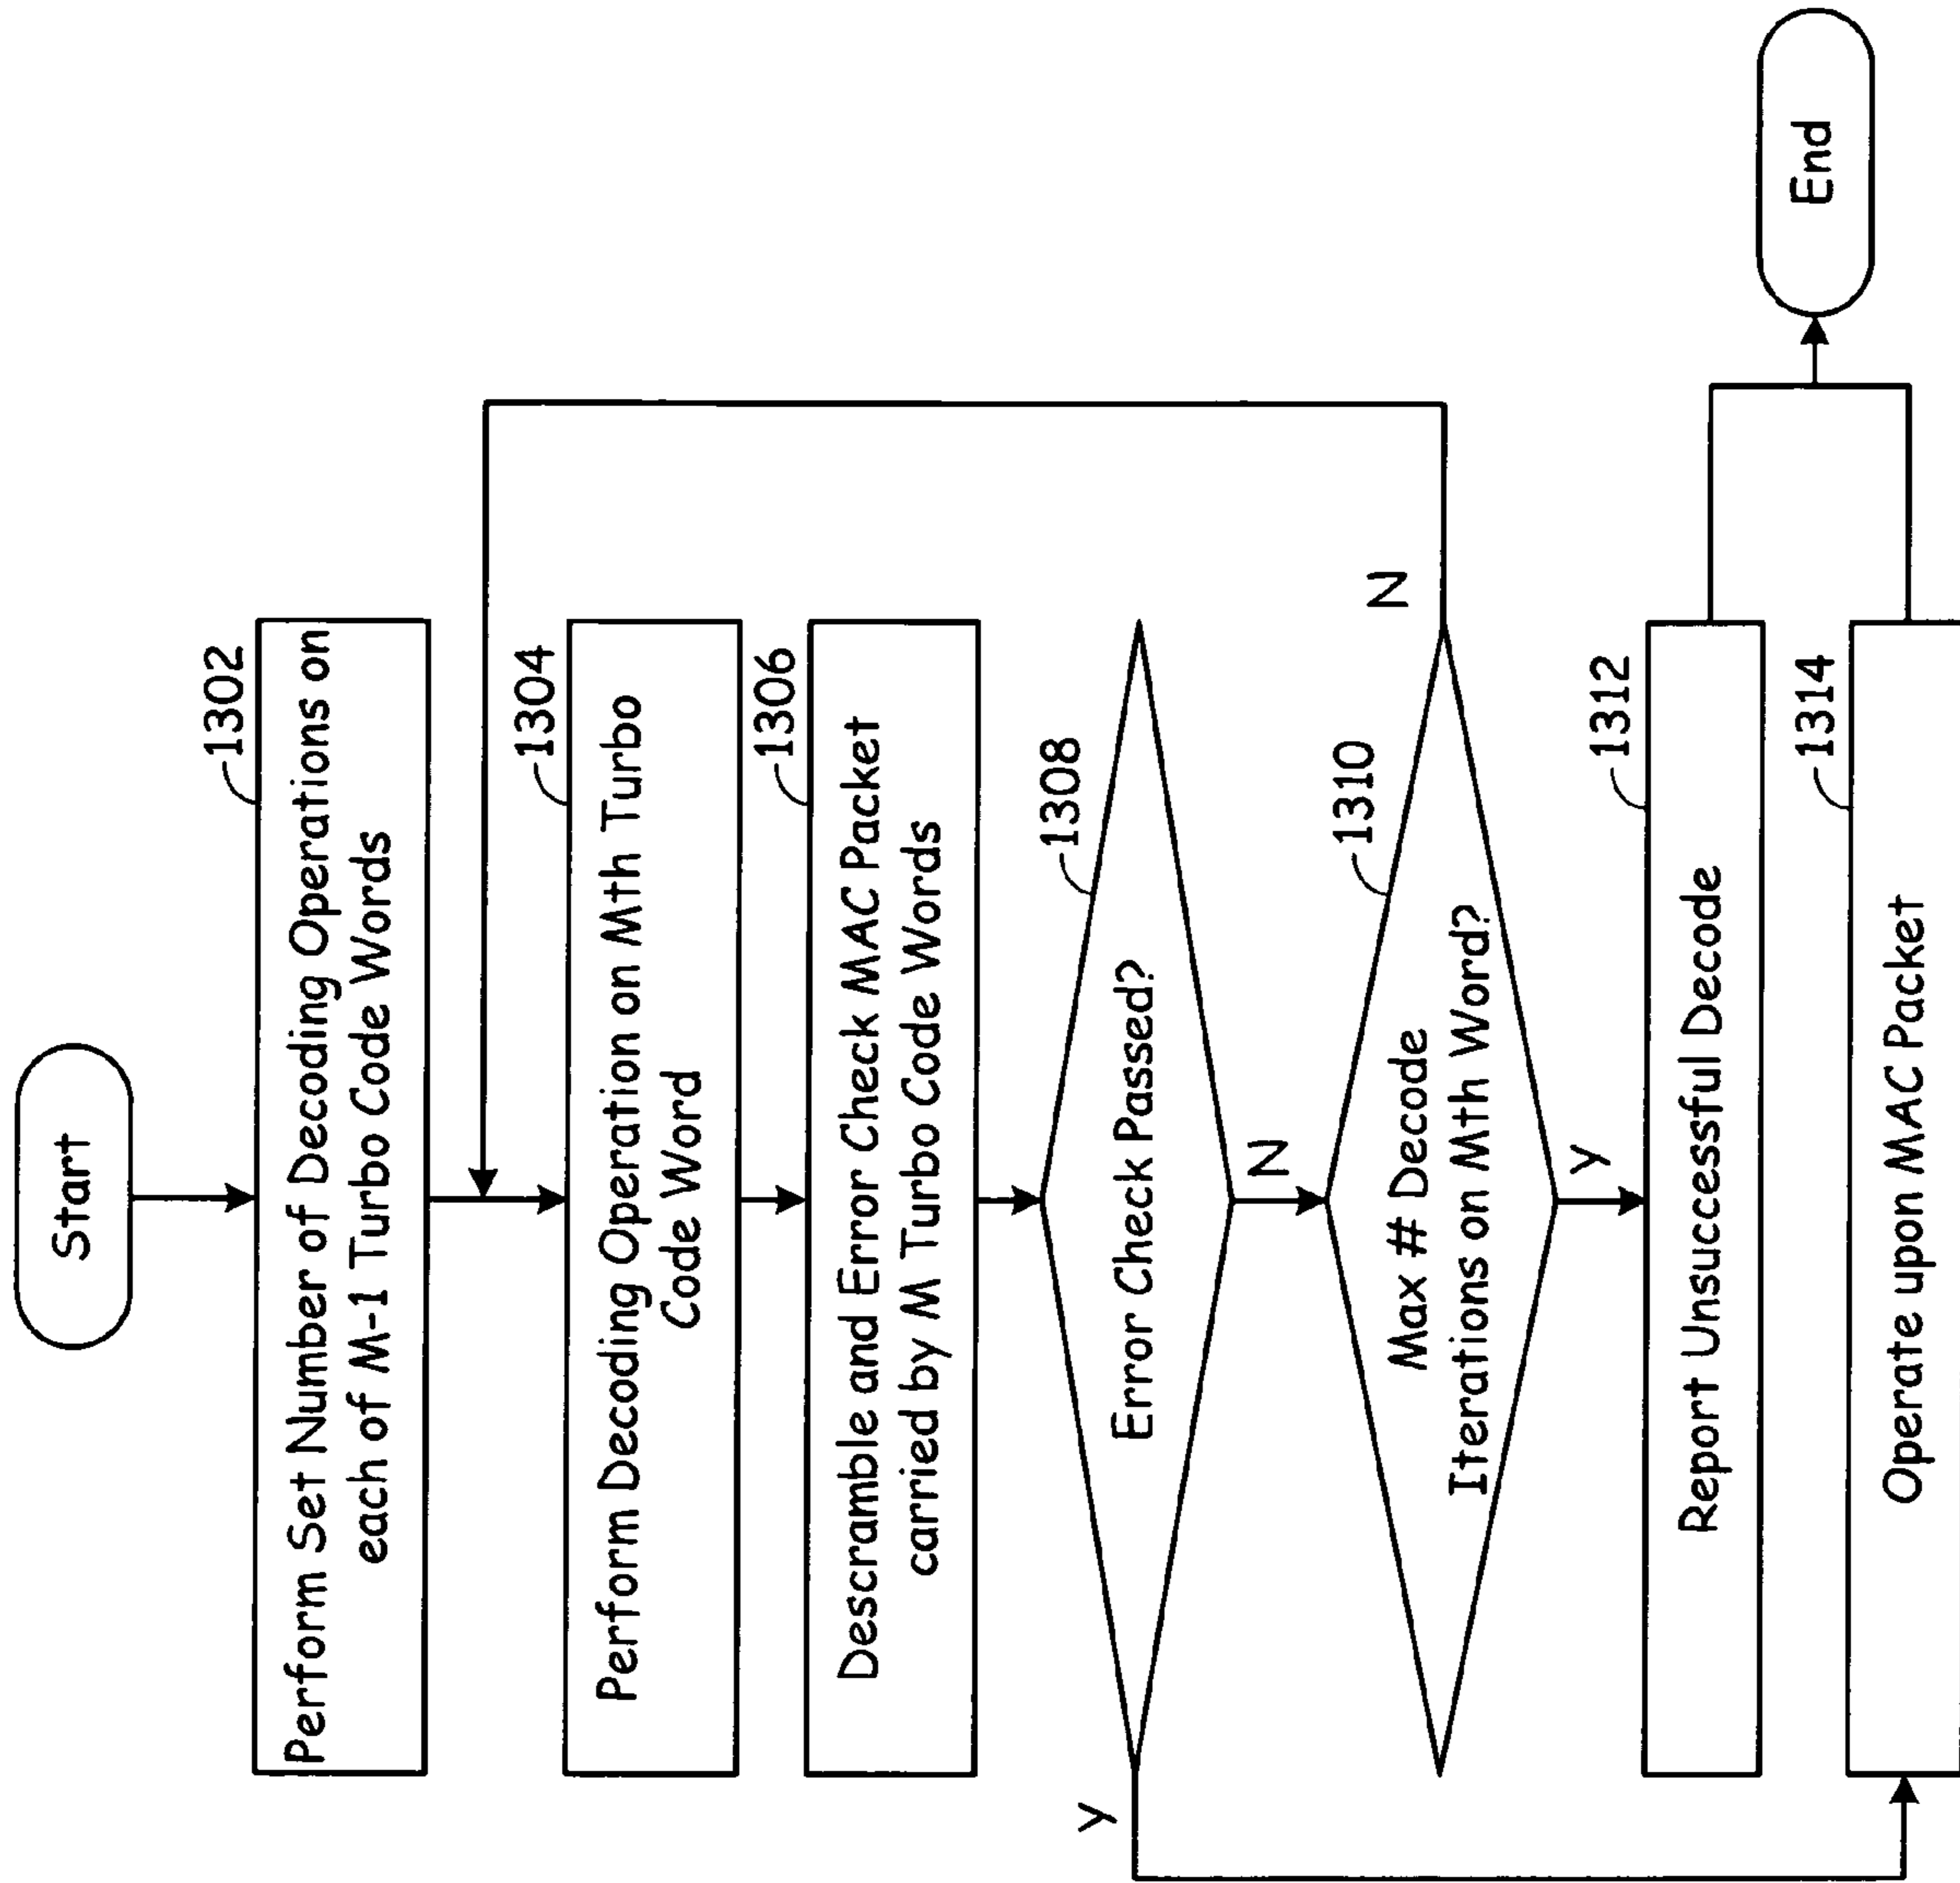 Start
1302
Perform Set Number of Decoding Operations on
each of M-1 Turbo Code Words
1304
Perform Decoding Operation on Mth Turbo
Code Word
1306
Descramble and Error Check MAC Packet
carried by M Turbo Code Words
1308
Error Check Passed?
Y
N
1310
Max # Decode
Iterations on Mth Word?
N
Y
1312
Report Unsuccessful Decode
1314
Operate upon MAC Packet
End